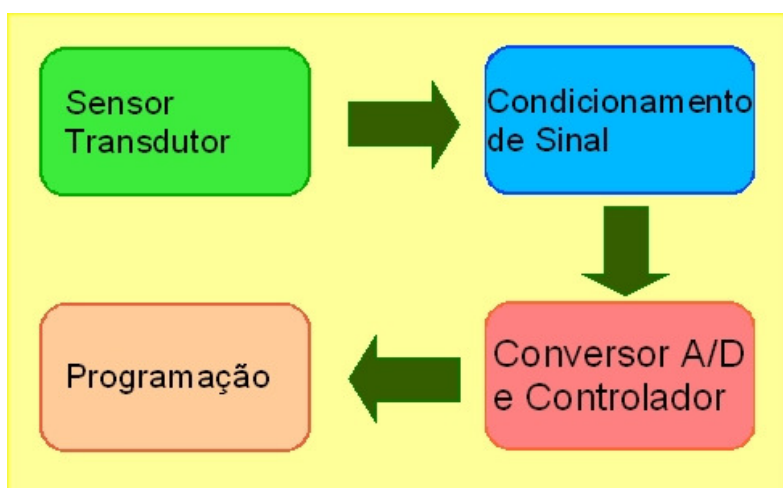 Sensor
Transdutor
Condicionamento
de Sinal
Conversor A/D
e Controlador
Programação